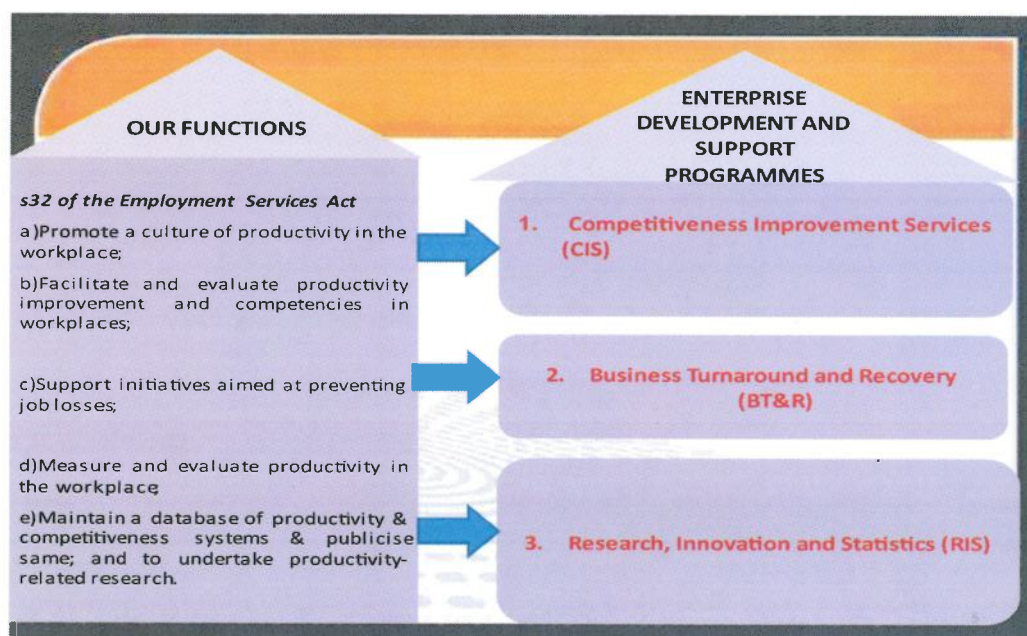 OUR FUNCTIONS
s32 of the Employment Services Act
a)Promote a culture of productivity in the
workplace;
b)Facilitate and evaluate productivity
improvement and competencies in
workplaces;
c)Support initiatives aimed at preventing
job losses;
d)Measure and evaluate productivity in
the workplace;
e)Maintain a database of productivity &
competitiveness systems & publicise
same; and to undertake productivity-
related research.
ENTERPRISE
DEVELOPMENT AND
SUPPORT
PROGRAMMES
1. Competitiveness Improvement Services
(CIS)
2. Business Turnaround and Recovery
(BT&R)
3. Research, Innovation and Statistics (RIS)
5